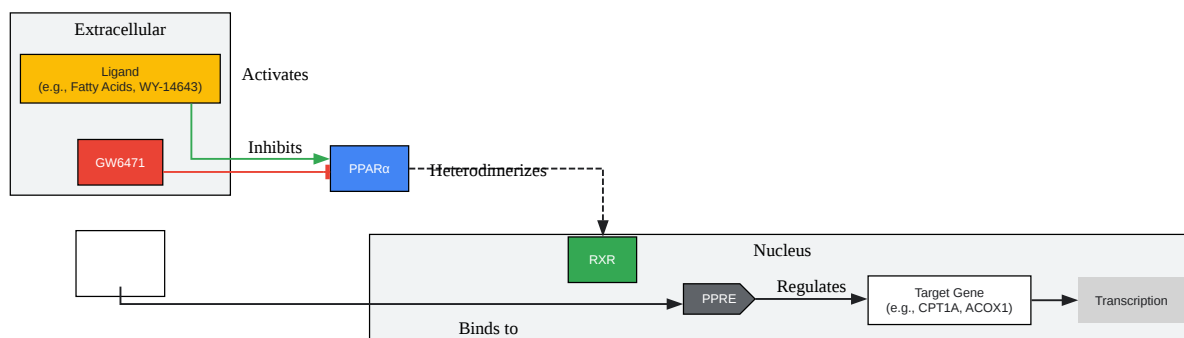 Extracellular
Ligand
(e.g., Fatty Acids, WY-14643)
Activates
Inhibits
GW6471
PPARα
Heterodimerizes
RXR
Nucleus
PPRE
Regulates
Target Gene
(e.g., CPT1A, ACOX1)
Transcription
Binds to